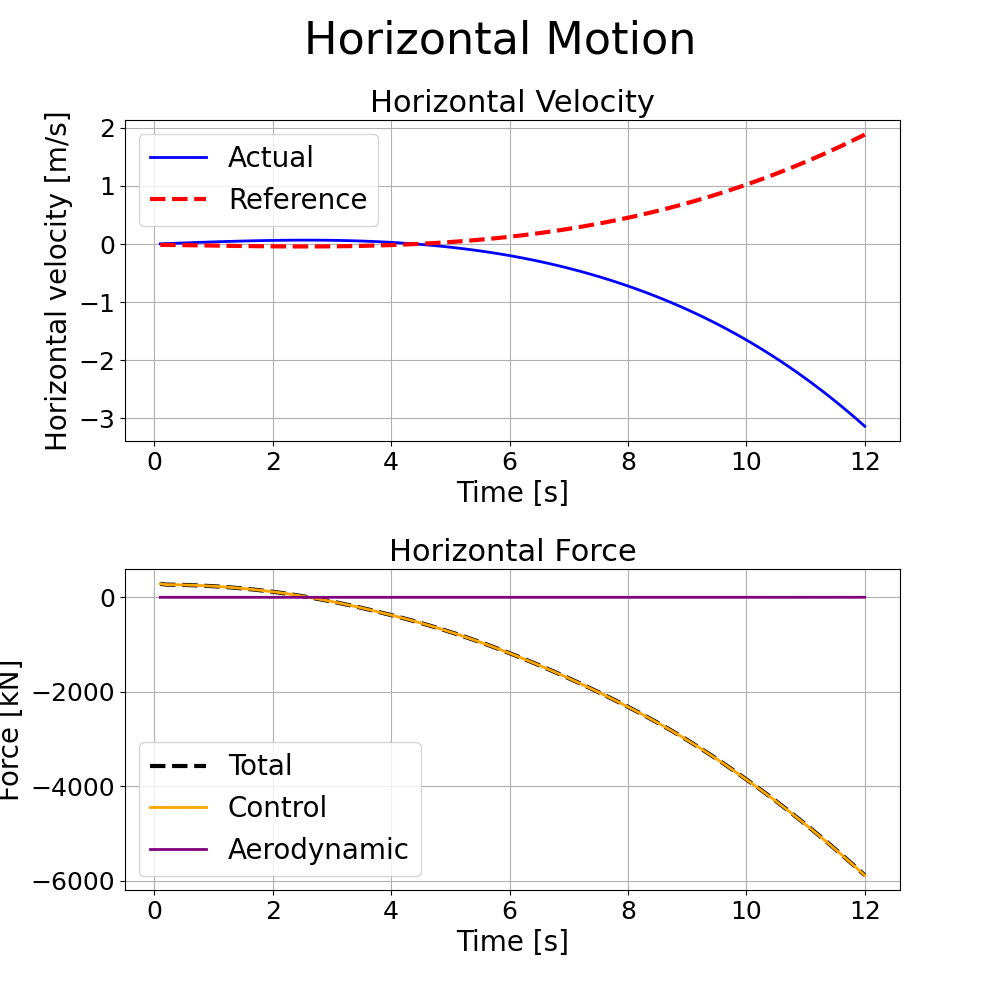 Horizontal Motion
Horizontal Velocity
Horizontal velocity [m/s]
2
1
0
−1
−2
−3
Actual
Reference
0 2 4 6 8 10 12
Time [s]
Horizontal Force
Force [kN]
0
−2000
−4000
−6000
Total
Control
Aerodynamic
0 2 4 6 8 10 12
Time [s]